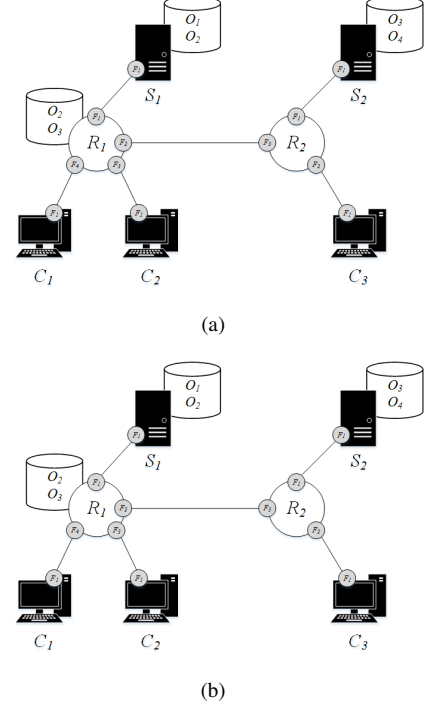 O₁
O₂
O₃
O₄
F₁
F₁
S₁
S₂
O₂
O₃
F₁
F₁
R₁
F₂
F₃
R₂
F₄
F₃
F₂
F₁
F₁
F₁
C₁
C₂
C₃
(a)
O₁
O₂
O₃
O₄
F₁
F₁
S₁
S₂
O₂
O₃
F₁
F₁
R₁
F₂
F₃
R₂
F₄
F₃
F₁
F₁
F₁
C₁
C₂
C₃
(b)